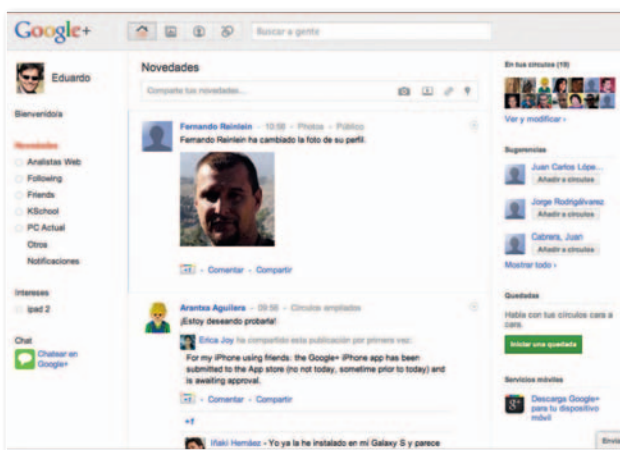 Google+
Buscar a gente
Eduardo
Bienvenido/a
Novedades
Analistas Web
Following
Friends
KSchool
PC Actual
Otros
Notificaciones
Intereses
ipad 2
Chat
Chatear en
Google+
Novedades
Comparte tus novedades...
Fernando Rainlein - 10:56 - Photos - Público
Fernando Rainlein ha cambiado la foto de su perfil.
+1 - Comentar - Compartir
Arantxa Aguilera - 09:56 - Círculos ampliados
¡Estoy deseando probarla!
Erica Joy ha compartido esta publicación por primera vez:
For my iPhone using friends: the Google+ iPhone app has been
submitted to the App store (no not today, sometime prior to today) and
is awaiting approval.
+1 - Comentar - Compartir
+1
Iñaki Hernáez - Yo ya la he instalado en mi Galaxy S y parece
En tus círculos (19)
Ver y modificar ›
Sugerencias
Juan Carlos Lópe...
Añadir a círculos
Jorge Rodrigálvarez
Añadir a círculos
Cabrera, Juan
Añadir a círculos
Mostrar todo ›
Quedadas
Habla con tus círculos cara a
cara.
Iniciar una quedada
Servicios móviles
Descarga Google+
para tu dispositivo
móvil